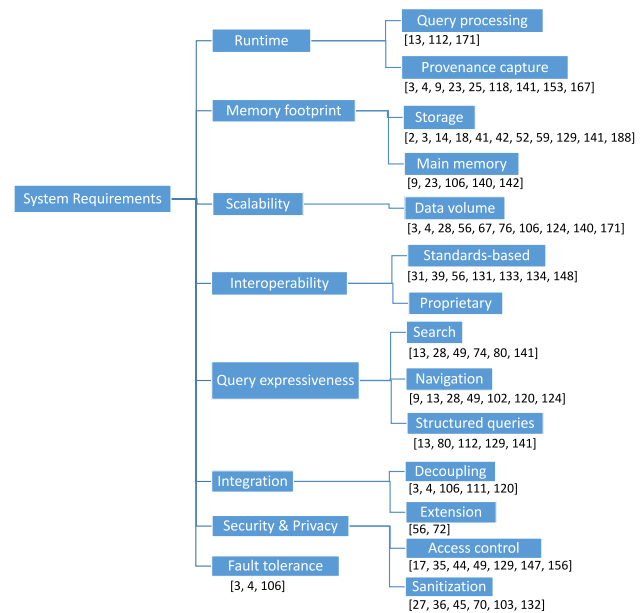 System Requirements
Runtime
Query processing
[13, 112, 171]
Provenance capture
[3, 4, 9, 23, 25, 118, 141, 153, 167]
Memory footprint
Storage
[2, 3, 14, 18, 41, 42, 52, 59, 129, 141, 188]
Main memory
[9, 23, 106, 140, 142]
Scalability
Data volume
[3, 4, 28, 56, 67, 76, 106, 124, 140, 171]
Interoperability
Standards-based
[31, 39, 56, 131, 133, 134, 148]
Proprietary
Query expressiveness
Search
[13, 28, 49, 74, 80, 141]
Navigation
[9, 13, 28, 49, 102, 120, 124]
Structured queries
[13, 80, 112, 129, 141]
Integration
Decoupling
[3, 4, 106, 111, 120]
Extension
[56, 72]
Security & Privacy
Access control
[17, 35, 44, 49, 129, 147, 156]
Sanitization
[27, 36, 45, 70, 103, 132]
Fault tolerance
[3, 4, 106]